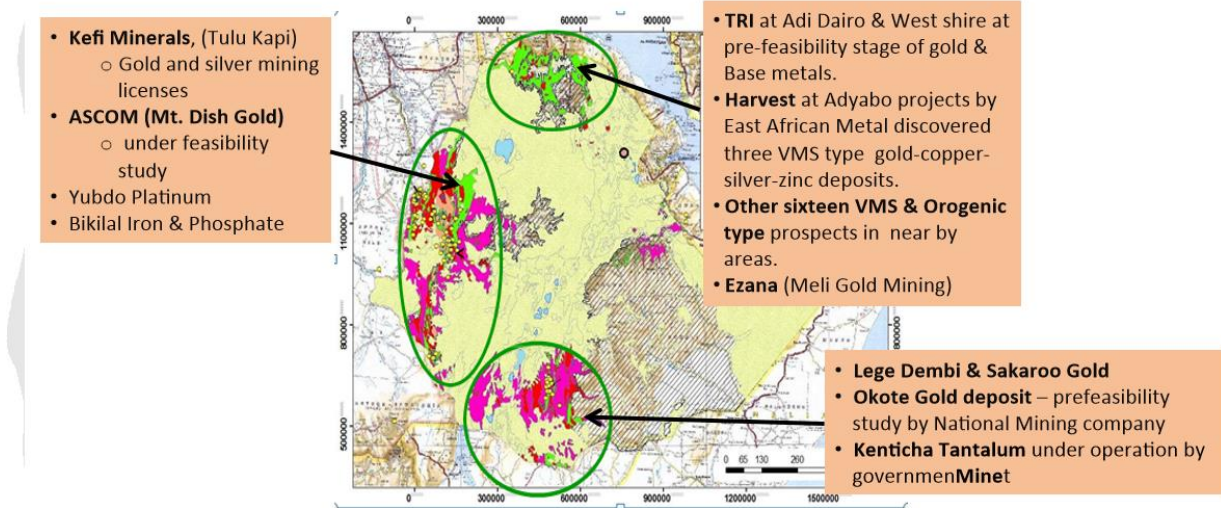 • Kefi Minerals, (Tulu Kapi)
o Gold and silver mining
licenses
• ASCOM (Mt. Dish Gold)
o under feasibility
study
• Yubdo Platinum
• Bikilal Iron & Phosphate
0 300000 600000 900000
1400000
1100000
800000
500000
• TRI at Adi Dairo & West shire at
pre-feasibility stage of gold &
Base metals.
• Harvest at Adyabo projects by
East African Metal discovered
three VMS type gold-copper-
silver-zinc deposits.
• Other sixteen VMS & Orogenic
type prospects in near by
areas.
• Ezana (Meli Gold Mining)
800000
• Lege Dembi & Sakaroo Gold
• Okote Gold deposit – prefeasibility
study by National Mining company
• Kenticha Tantalum under operation by
governmenMinet
0 65 130 260
0 300000 600000 900000 1200000 1500000